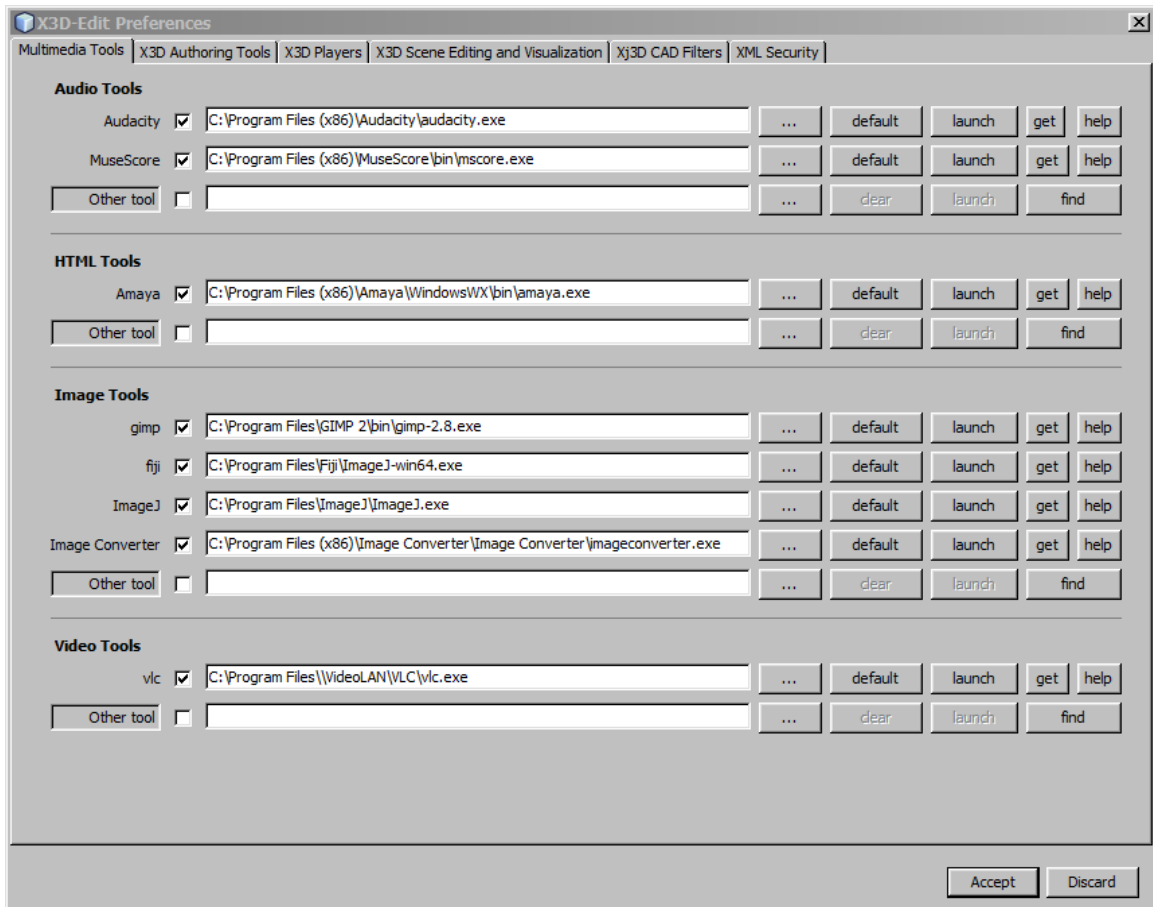 X3D-Edit Preferences
Multimedia Tools X3D Authoring Tools X3D Players X3D Scene Editing and Visualization Xj3D CAD Filters XML Security
Audio Tools
Audacity C:\Program Files (x86)\Audacity\audacity.exe ... default launch get help
MuseScore C:\Program Files (x86)\MuseScore\bin\mscore.exe ... default launch get help
Other tool ... clear launch find
HTML Tools
Amaya C:\Program Files (x86)\Amaya\WindowsWX\bin\amaya.exe ... default launch get help
Other tool ... clear launch find
Image Tools
gimp C:\Program Files\GIMP 2\bin\gimp-2.8.exe ... default launch get help
fiji C:\Program Files\Fiji\ImageJ-win64.exe ... default launch get help
ImageJ C:\Program Files\ImageJ\ImageJ.exe ... default launch get help
Image Converter C:\Program Files (x86)\Image Converter\Image Converter\imageconverter.exe ... default launch get help
Other tool ... clear launch find
Video Tools
vlc C:\Program Files\\VideoLAN\VLC\vlc.exe ... default launch get help
Other tool ... clear launch find
Accept Discard